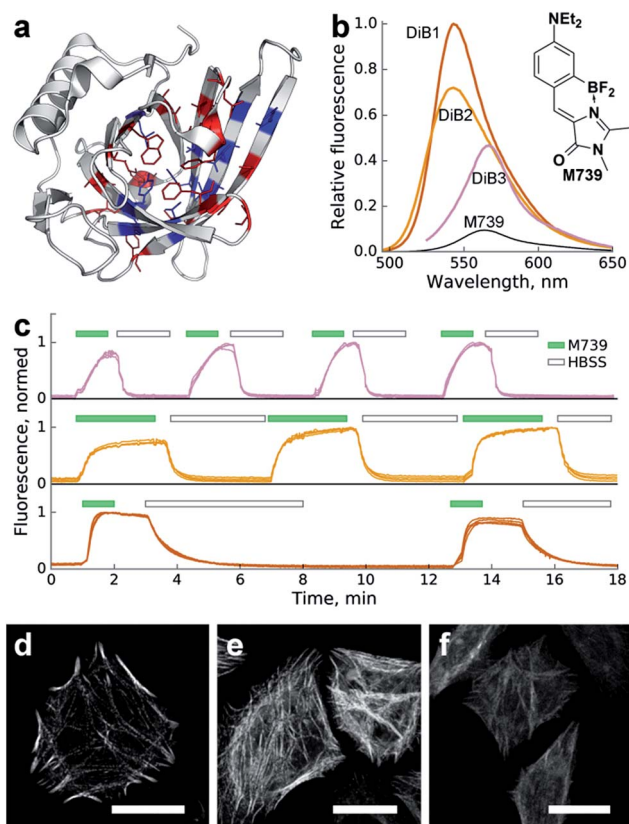 a
b
Relative fluorescence
1.0
0.8
0.6
0.4
0.2
0.0
DiB1
DiB2
DiB3
M739
500
550
600
650
Wavelength, nm
NEt2
BF2
N
N
O
M739
c
M739
HBSS
Fluorescence, normed
1
0
1
0
1
0
2
4
6
8
10
12
14
16
18
Time, min
d
e
f